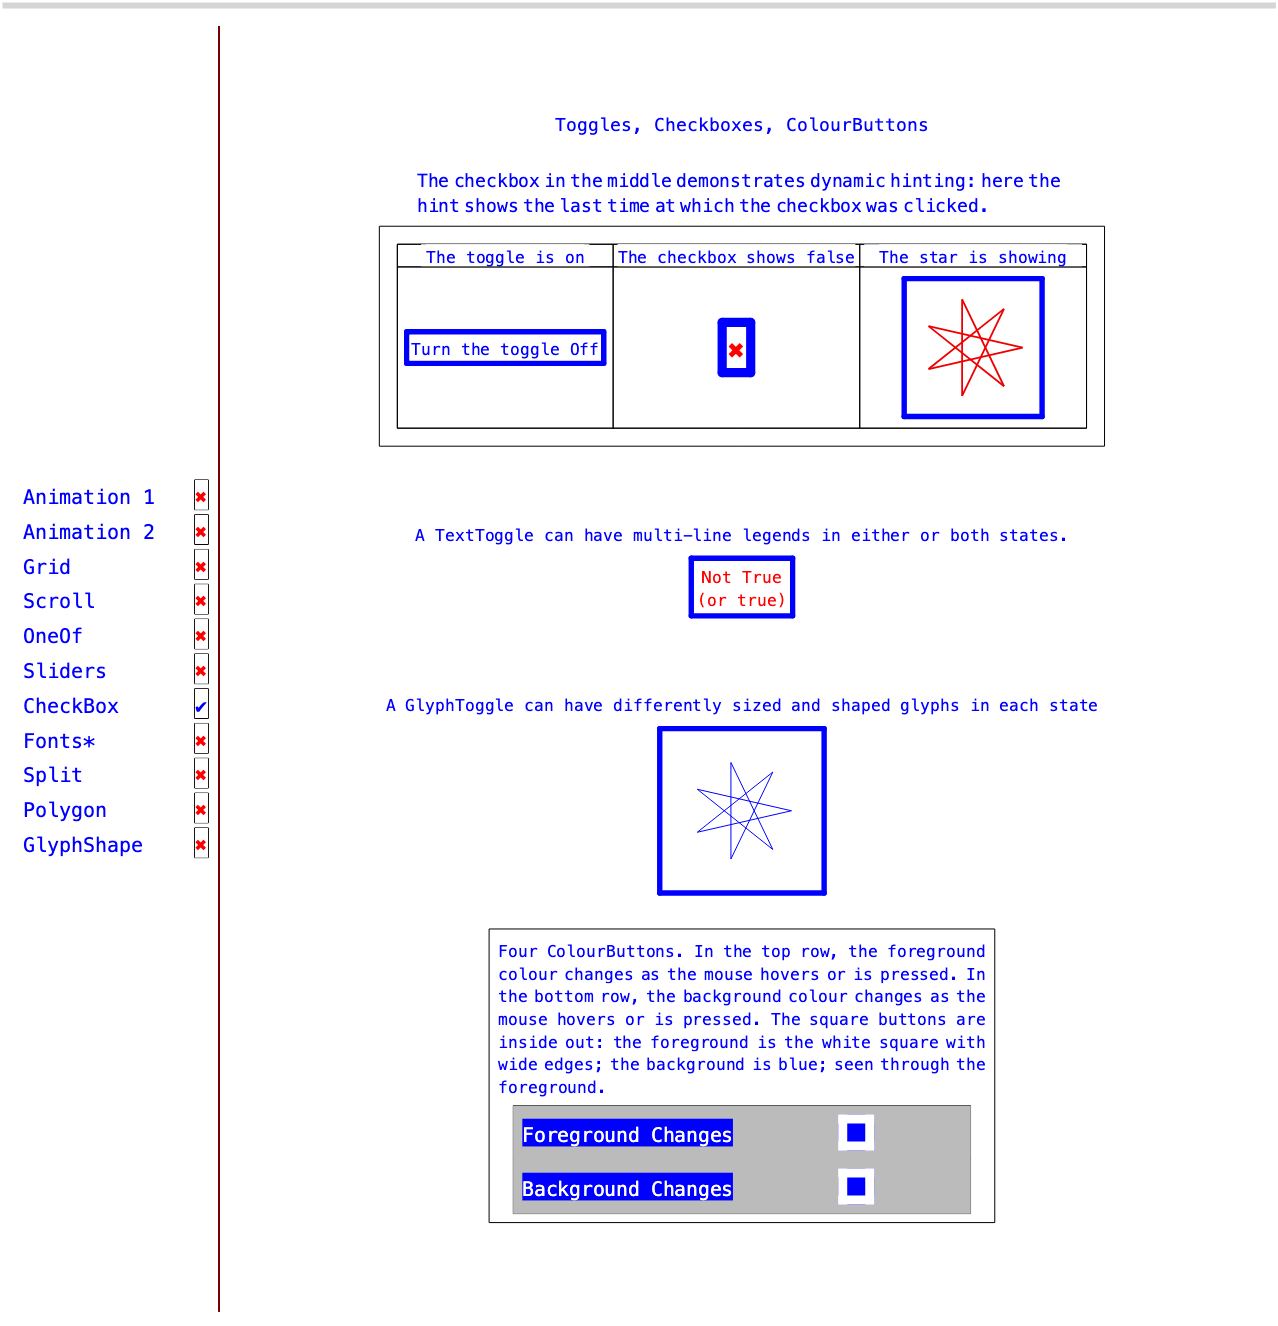 Toggles, Checkboxes, ColourButtons
The checkbox in the middle demonstrates dynamic hinting: here the
hint shows the last time at which the checkbox was clicked.
The toggle is on
The checkbox shows false
The star is showing
Turn the toggle Off
✖
Animation 1 ✖
Animation 2 ✖
Grid ✖
Scroll ✖
OneOf ✖
Sliders ✖
CheckBox ✔
Fonts* ✖
Split ✖
Polygon ✖
GlyphShape ✖
A TextToggle can have multi-line legends in either or both states.
Not True
(or true)
A GlyphToggle can have differently sized and shaped glyphs in each state
Four ColourButtons. In the top row, the foreground
colour changes as the mouse hovers or is pressed. In
the bottom row, the background colour changes as the
mouse hovers or is pressed. The square buttons are
inside out: the foreground is the white square with
wide edges; the background is blue; seen through the
foreground.
Foreground Changes
Background Changes